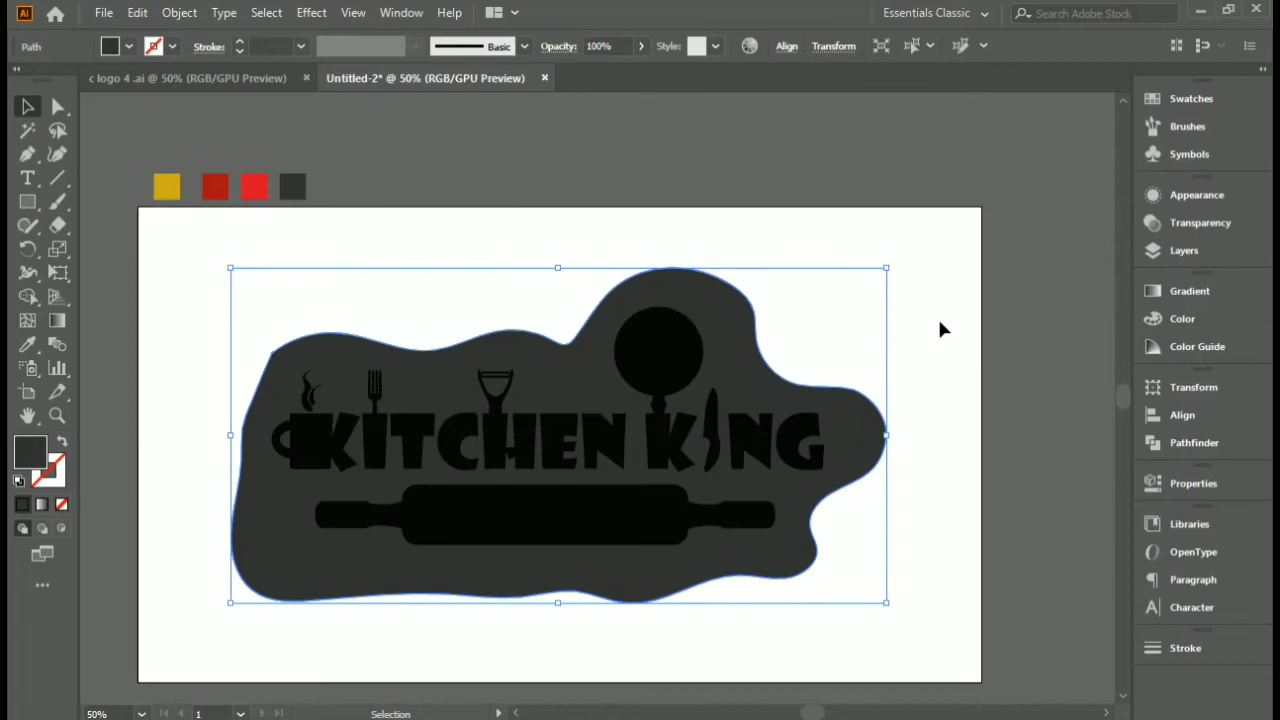 Ai File Edit Object Type Select Effect View Window Help Essentials Classic Search Adobe Stock
Path Stroke: Basic Opacity: 100% Style: Align Transform
c logo 4 .ai @ 50% (RGB/GPU Preview) × Untitled-2* @ 50% (RGB/GPU Preview) ×
Swatches
Brushes
Symbols
Appearance
Transparency
Layers
Gradient
Color
Color Guide
Transform
Align
Pathfinder
Properties
Libraries
OpenType
Paragraph
Character
Stroke
KITCHEN KING
50% 1 Selection